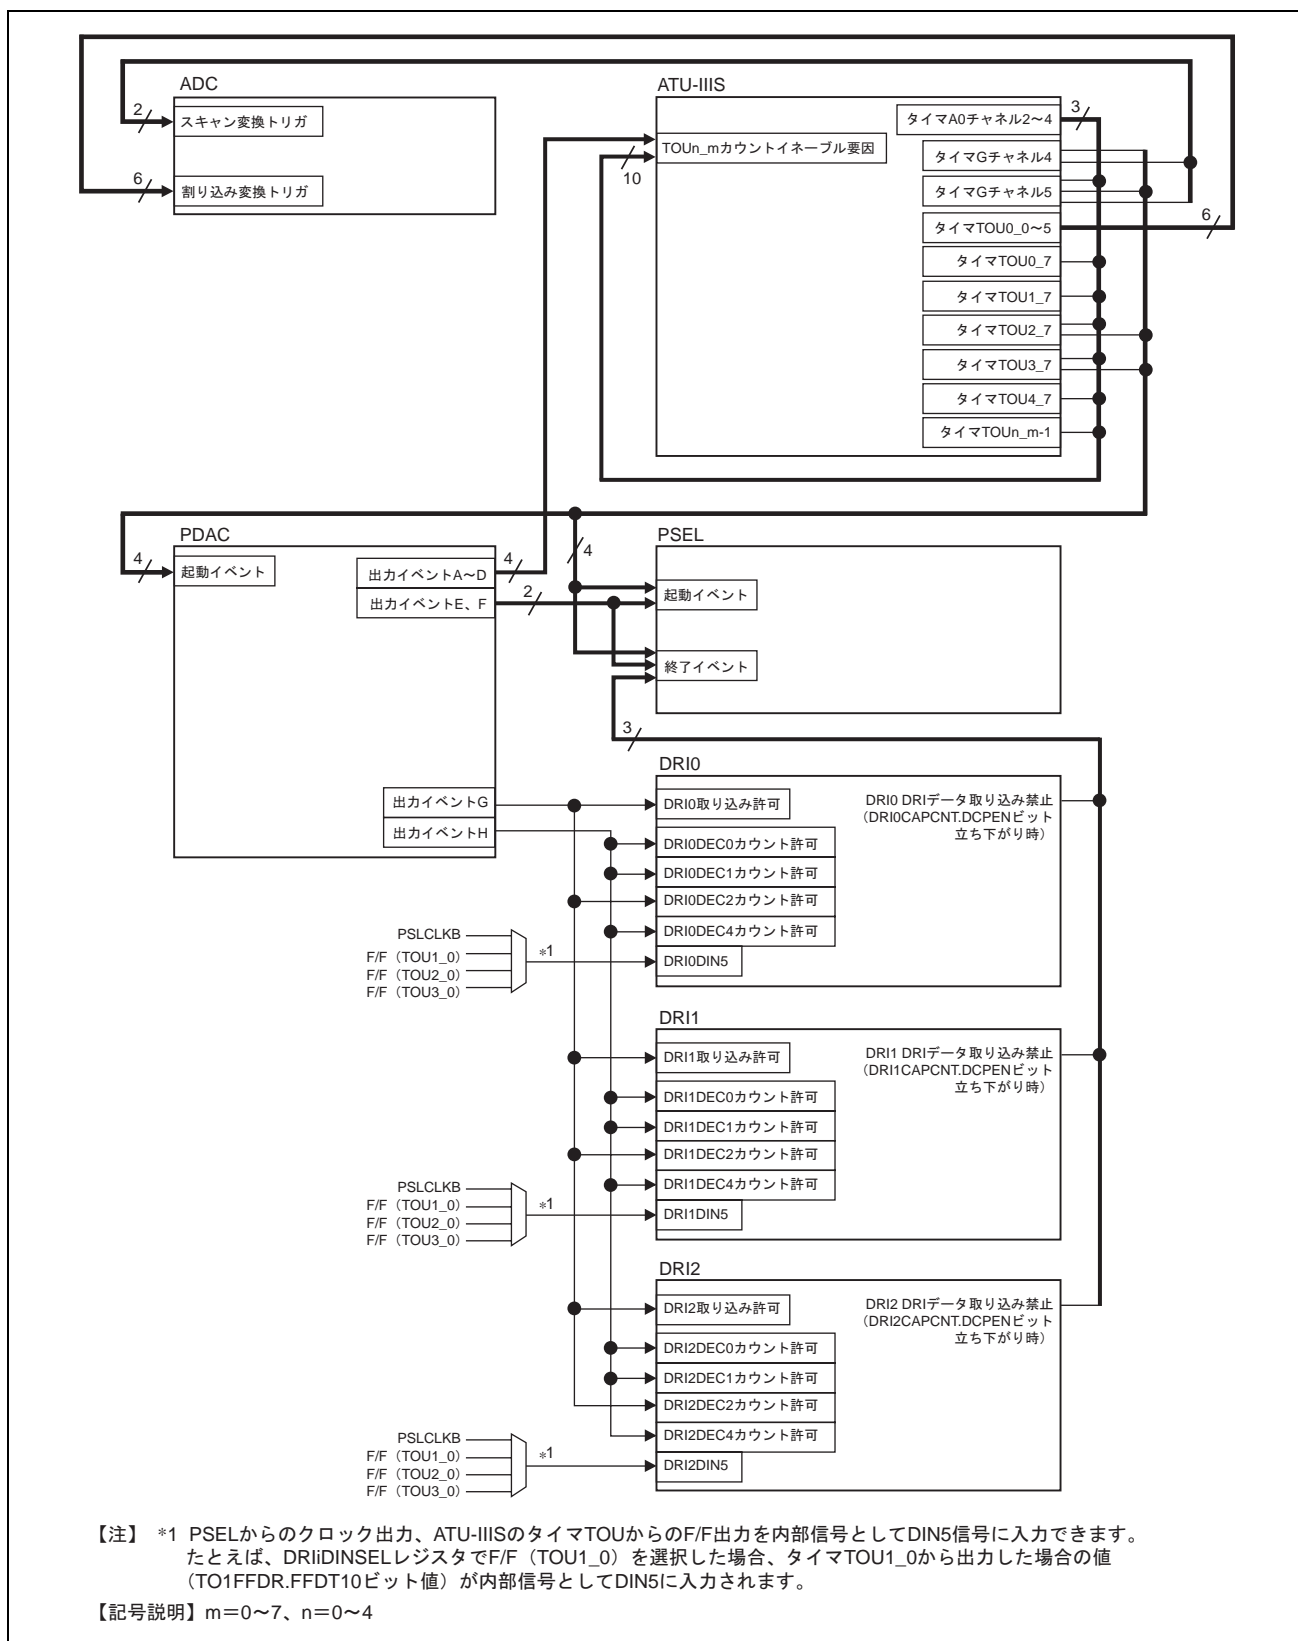 ADC
2
スキャン変換トリガ
6
割り込み変換トリガ
ATU-IIIS
TOUn_mカウントイネーブル要因
10
タイマA0チャネル2～4
3
タイマGチャネル4
タイマGチャネル5
タイマTOU0_0～5
6
タイマTOU0_7
タイマTOU1_7
タイマTOU2_7
タイマTOU3_7
タイマTOU4_7
タイマTOUn_m-1
PDAC
4
起動イベント
出力イベントA～D
4
出力イベントE、F
2
出力イベントG
出力イベントH
4
PSEL
起動イベント
終了イベント
3
DRI0
DRI0取り込み許可
DRI0DEC0カウント許可
DRI0DEC1カウント許可
DRI0DEC2カウント許可
DRI0DEC4カウント許可
DRI0DIN5
DRI0 DRIデータ取り込み禁止
（DRI0CAPCNT.DCPENビット
立ち下がり時）
PSLCLKB
F/F（TOU1_0）
F/F（TOU2_0）
F/F（TOU3_0）
*1
DRI1
DRI1取り込み許可
DRI1DEC0カウント許可
DRI1DEC1カウント許可
DRI1DEC2カウント許可
DRI1DEC4カウント許可
DRI1DIN5
DRI1 DRIデータ取り込み禁止
（DRI1CAPCNT.DCPENビット
立ち下がり時）
PSLCLKB
F/F（TOU1_0）
F/F（TOU2_0）
F/F（TOU3_0）
*1
DRI2
DRI2取り込み許可
DRI2DEC0カウント許可
DRI2DEC1カウント許可
DRI2DEC2カウント許可
DRI2DEC4カウント許可
DRI2DIN5
DRI2 DRIデータ取り込み禁止
（DRI2CAPCNT.DCPENビット
立ち下がり時）
PSLCLKB
F/F（TOU1_0）
F/F（TOU2_0）
F/F（TOU3_0）
*1
【注】 *1 PSELからのクロック出力、ATU-IIISのタイマTOUからのF/F出力を内部信号としてDIN5信号に入力できます。
たとえば、DRIiDINSELレジスタでF/F（TOU1_0）を選択した場合、タイマTOU1_0から出力した場合の値
（TO1FFDR.FFDT10ビット値）が内部信号としてDIN5に入力されます。
【記号説明】m＝0～7、n＝0～4